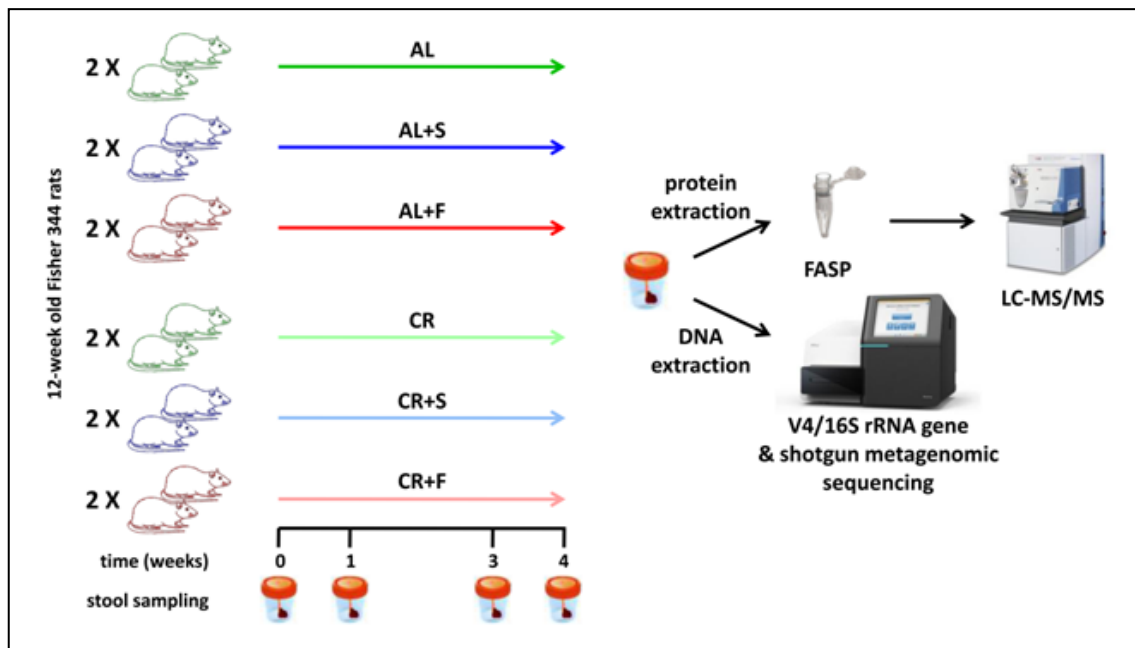 12-week old Fisher 344 rats
2 X
AL
2 X
AL+S
2 X
AL+F
2 X
CR
2 X
CR+S
2 X
CR+F
time (weeks)
0 1 3 4
stool sampling
protein
extraction
FASP
LC-MS/MS
DNA
extraction
V4/16S rRNA gene
& shotgun metagenomic
sequencing